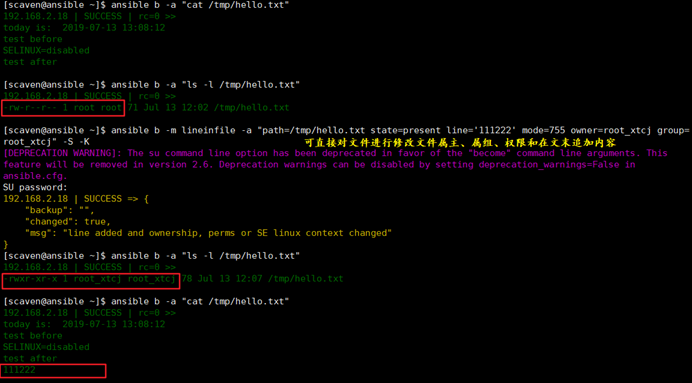 [scaven@ansible ~]$ ansible b -a "cat /tmp/hello.txt"
192.168.2.18 | SUCCESS | rc=0 >>
today is:  2019-07-13 13:08:12
test before
SELINUX=disabled
test after
[scaven@ansible ~]$ ansible b -a "ls -l /tmp/hello.txt"
192.168.2.18 | SUCCESS | rc=0 >>
-rw-r--r-- 1 root root 71 Jul 13 12:02 /tmp/hello.txt
[scaven@ansible ~]$ ansible b -m lineinfile -a "path=/tmp/hello.txt state=present line='111222' mode=755 owner=root_xtcj group=
root_xtcj" -S -K
可直接对文件进行修改文件属主、属组、权限和在文末追加内容
[DEPRECATION WARNING]: The su command line option has been deprecated in favor of the "become" command line arguments. This
feature will be removed in version 2.6. Deprecation warnings can be disabled by setting deprecation_warnings=False in
ansible.cfg.
SU password:
192.168.2.18 | SUCCESS => {
    "backup": "",
    "changed": true,
    "msg": "line added and ownership, perms or SE linux context changed"
}
[scaven@ansible ~]$ ansible b -a "ls -l /tmp/hello.txt"
192.168.2.18 | SUCCESS | rc=0 >>
-rwxr-xr-x 1 root_xtcj root_xtcj 78 Jul 13 12:07 /tmp/hello.txt
[scaven@ansible ~]$ ansible b -a "cat /tmp/hello.txt"
192.168.2.18 | SUCCESS | rc=0 >>
today is:  2019-07-13 13:08:12
test before
SELINUX=disabled
test after
111222